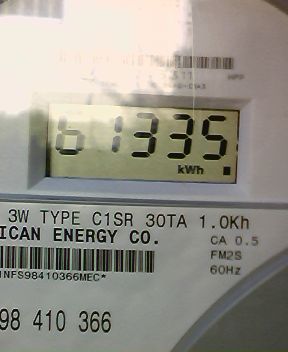 61335
kWh
3W TYPE C1SR 30TA 1.0Kh
ICAN ENERGY CO.
CA 0.5
FM2S
60Hz
1NFS98410366MEC*
98 410 366